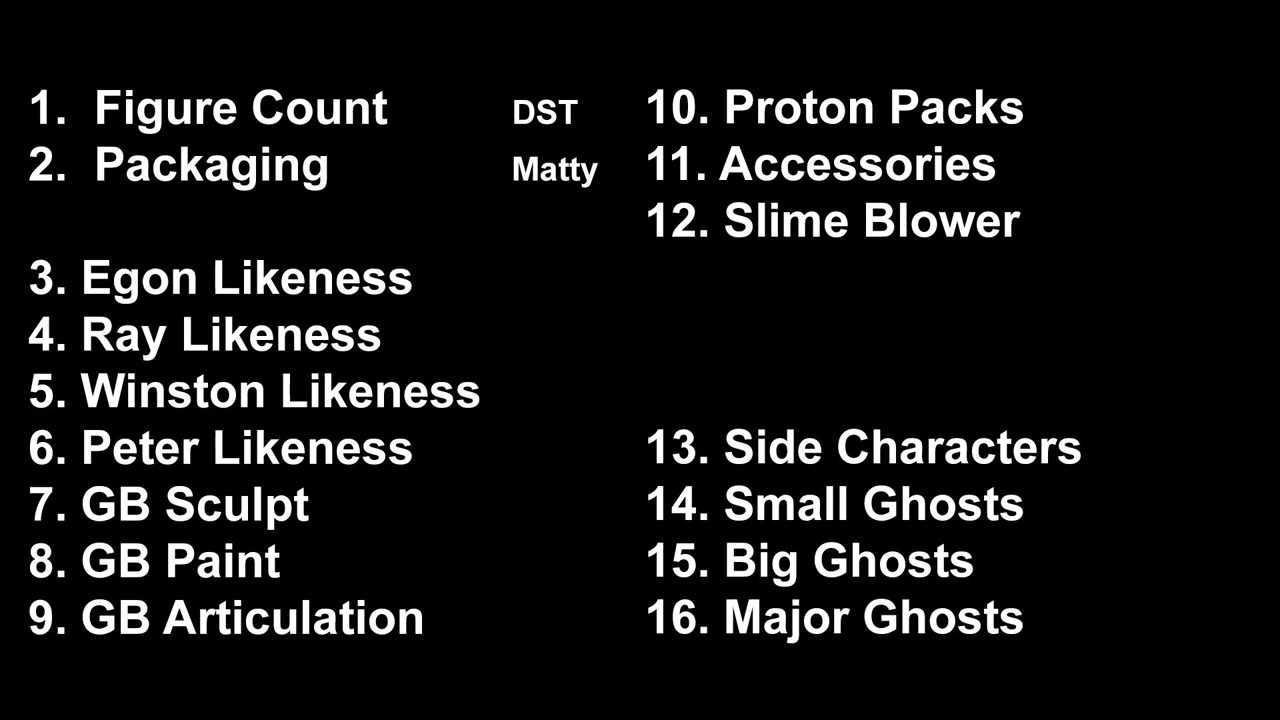 1. Figure Count DST
2. Packaging Matty
3. Egon Likeness
4. Ray Likeness
5. Winston Likeness
6. Peter Likeness
7. GB Sculpt
8. GB Paint
9. GB Articulation
10. Proton Packs
11. Accessories
12. Slime Blower
13. Side Characters
14. Small Ghosts
15. Big Ghosts
16. Major Ghosts